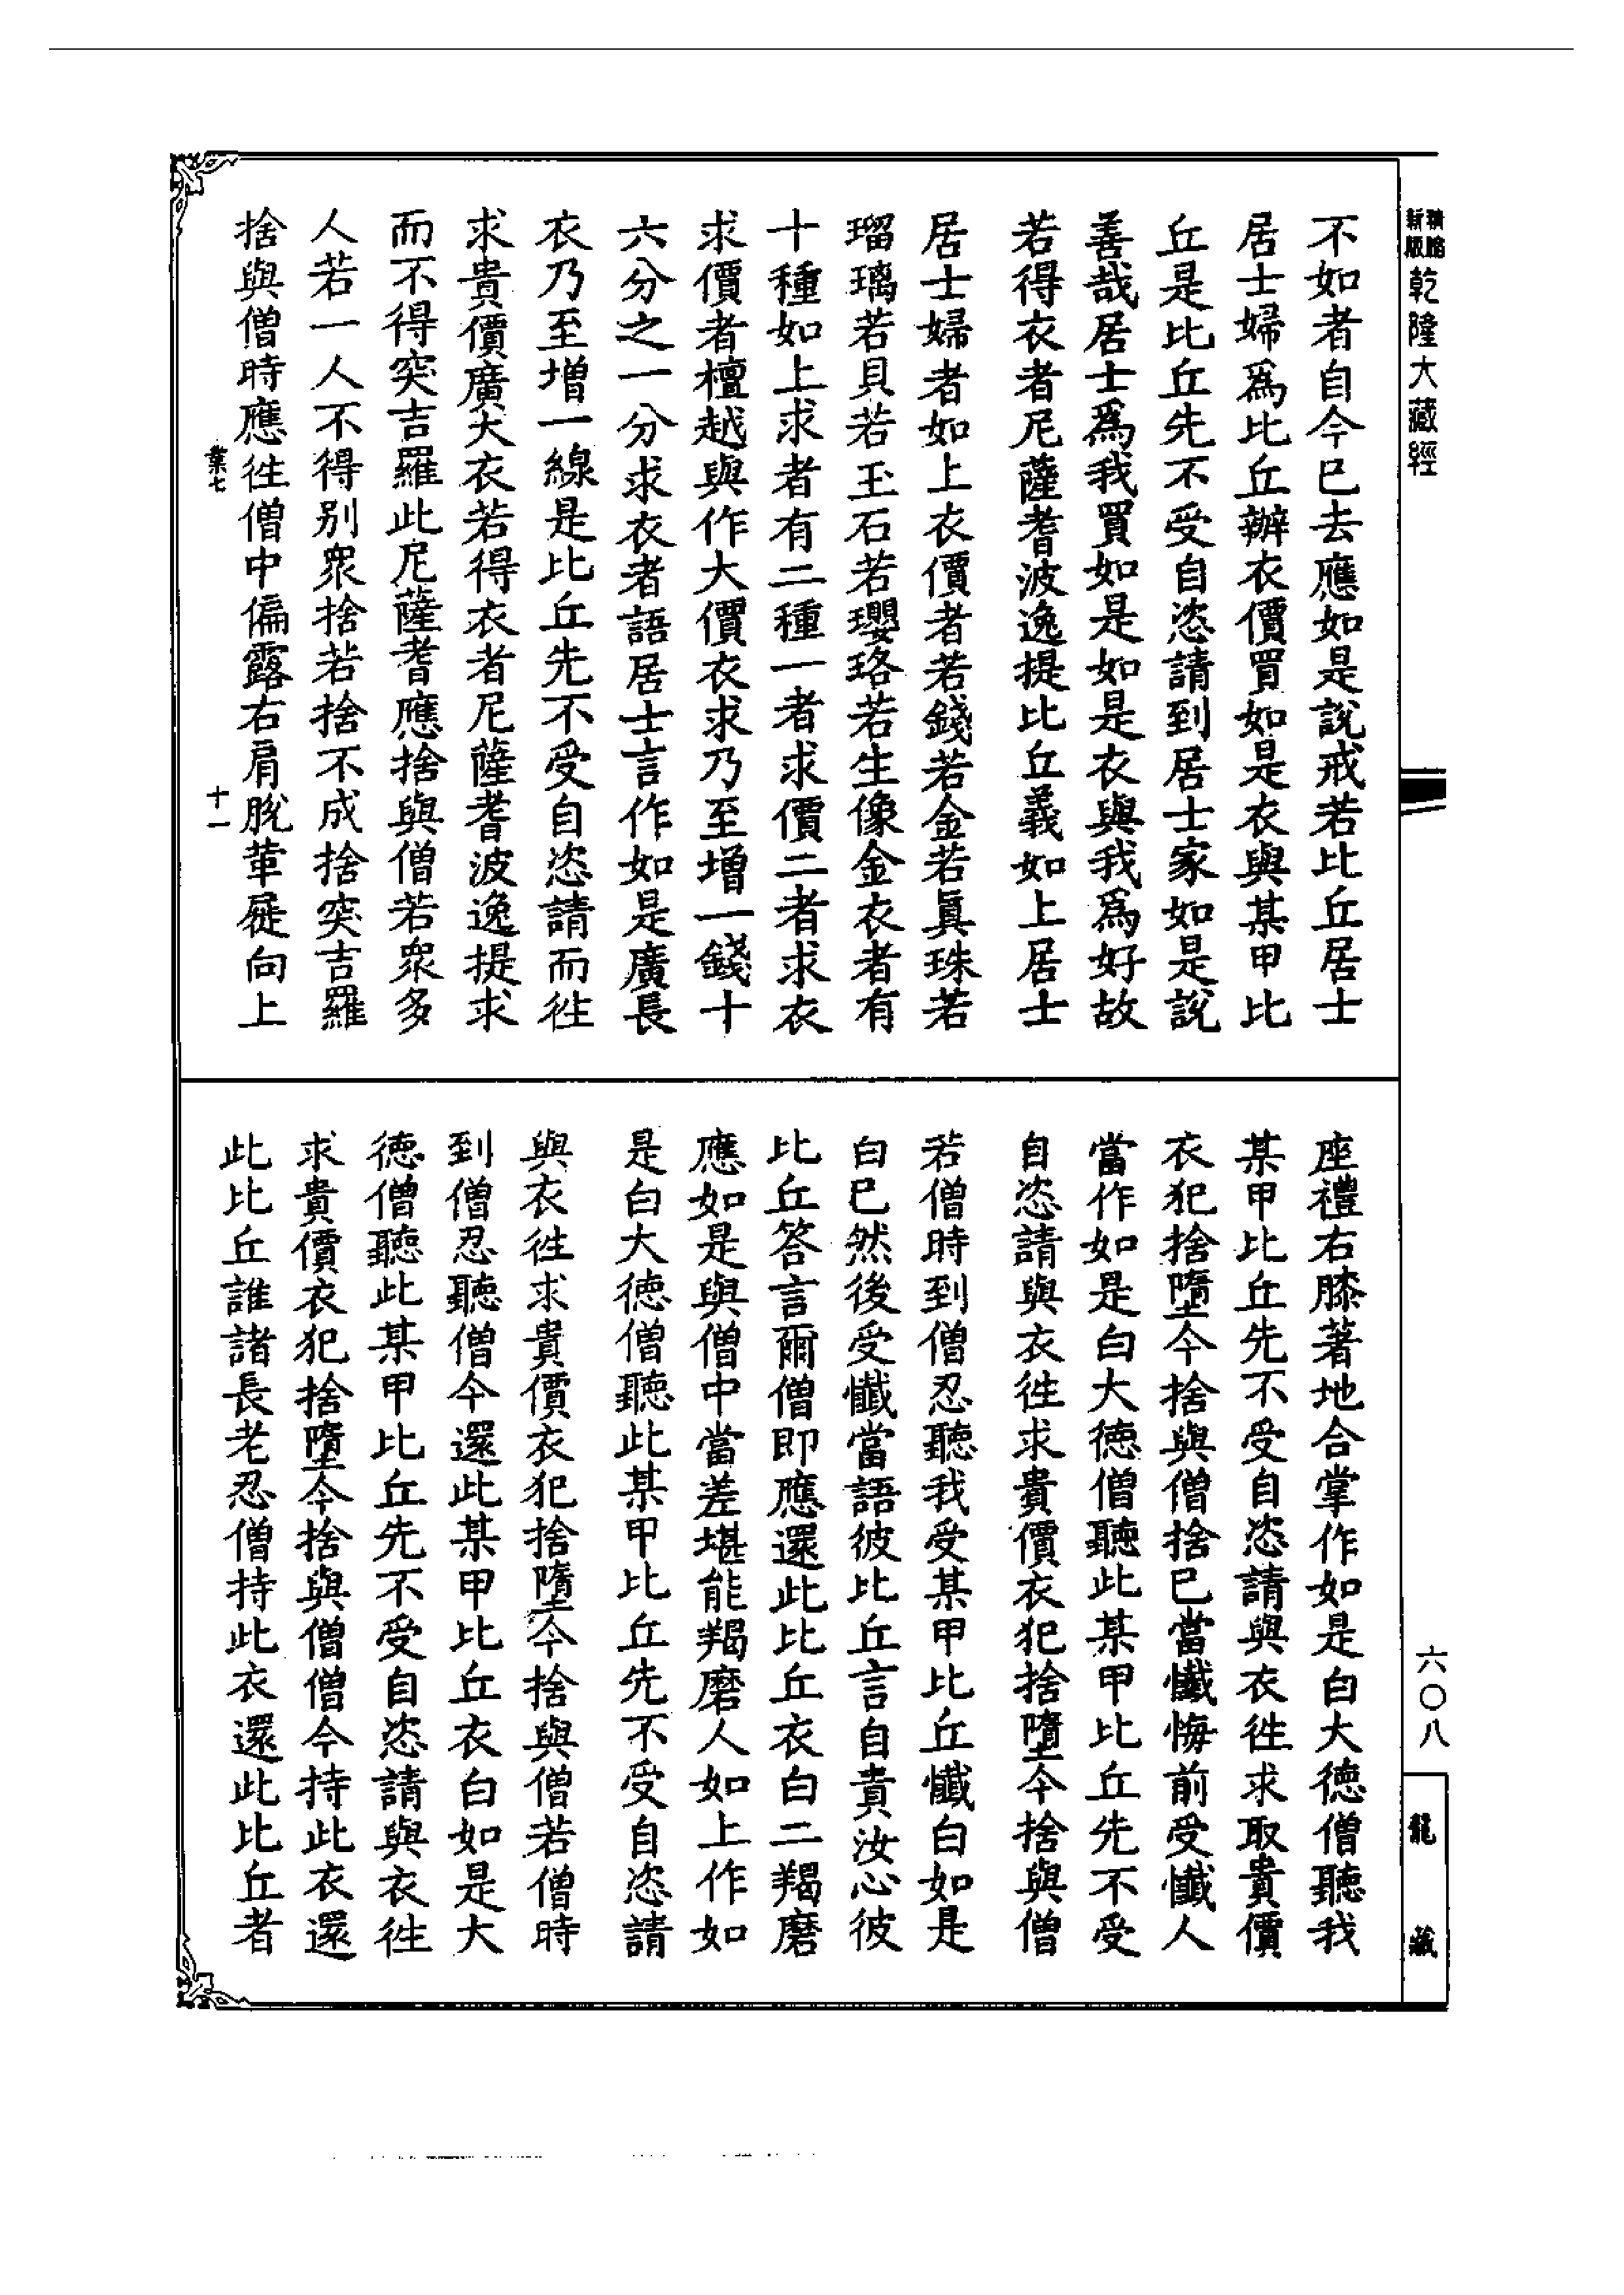 精縮新版乾隆大藏經
六〇八
龍藏
不如者自今已去應如是說戒若比丘居士
居士婦爲比丘辦衣價買如是衣與某甲比
丘是比丘先不受自恣請到居士家如是說
善哉居士爲我買如是如是衣與我爲好故
若得衣者尼薩耆波逸提比丘義如上居士
居士婦者如上衣價者若錢若金若眞珠若
瑠璃若貝若玉石若瓔珞若生像金衣者有
十種如上求者有二種一者求價二者求衣
求價者檀越與作大價衣求乃至增一錢十
六分之一分求衣者語居士言作如是廣長
衣乃至增一線是比丘先不受自恣請而徃
求貴價廣大衣若得衣者尼薩耆波逸提求
而不得突吉羅此尼薩耆應捨與僧若衆多
人若一人不得別衆捨若捨不成捨突吉羅
捨與僧時應徃僧中偏露右肩脫革屣向上
業七
十一
座禮右膝著地合掌作如是白大德僧聽我
某甲比丘先不受自恣請與衣徃求取貴價
衣犯捨墮今捨與僧捨已當懺悔前受懺人
當作如是白大德僧聽此某甲比丘先不受
自恣請與衣徃求貴價衣犯捨墮今捨與僧
若僧時到僧忍聽我受某甲比丘懺白如是
白已然後受懺當語彼比丘言自責汝心彼
比丘答言爾僧即應還此比丘衣白二羯磨
應如是與僧中當差堪能羯磨人如上作如
是白大德僧聽此某甲比丘先不受自恣請
與衣徃求貴價衣犯捨墮今捨與僧若僧時
到僧忍聽僧今還此某甲比丘衣白如是大
德僧聽此某甲比丘先不受自恣請與衣徃
求貴價衣犯捨墮今捨與僧僧今持此衣還
此比丘誰諸長老忍僧持此衣還此比丘者